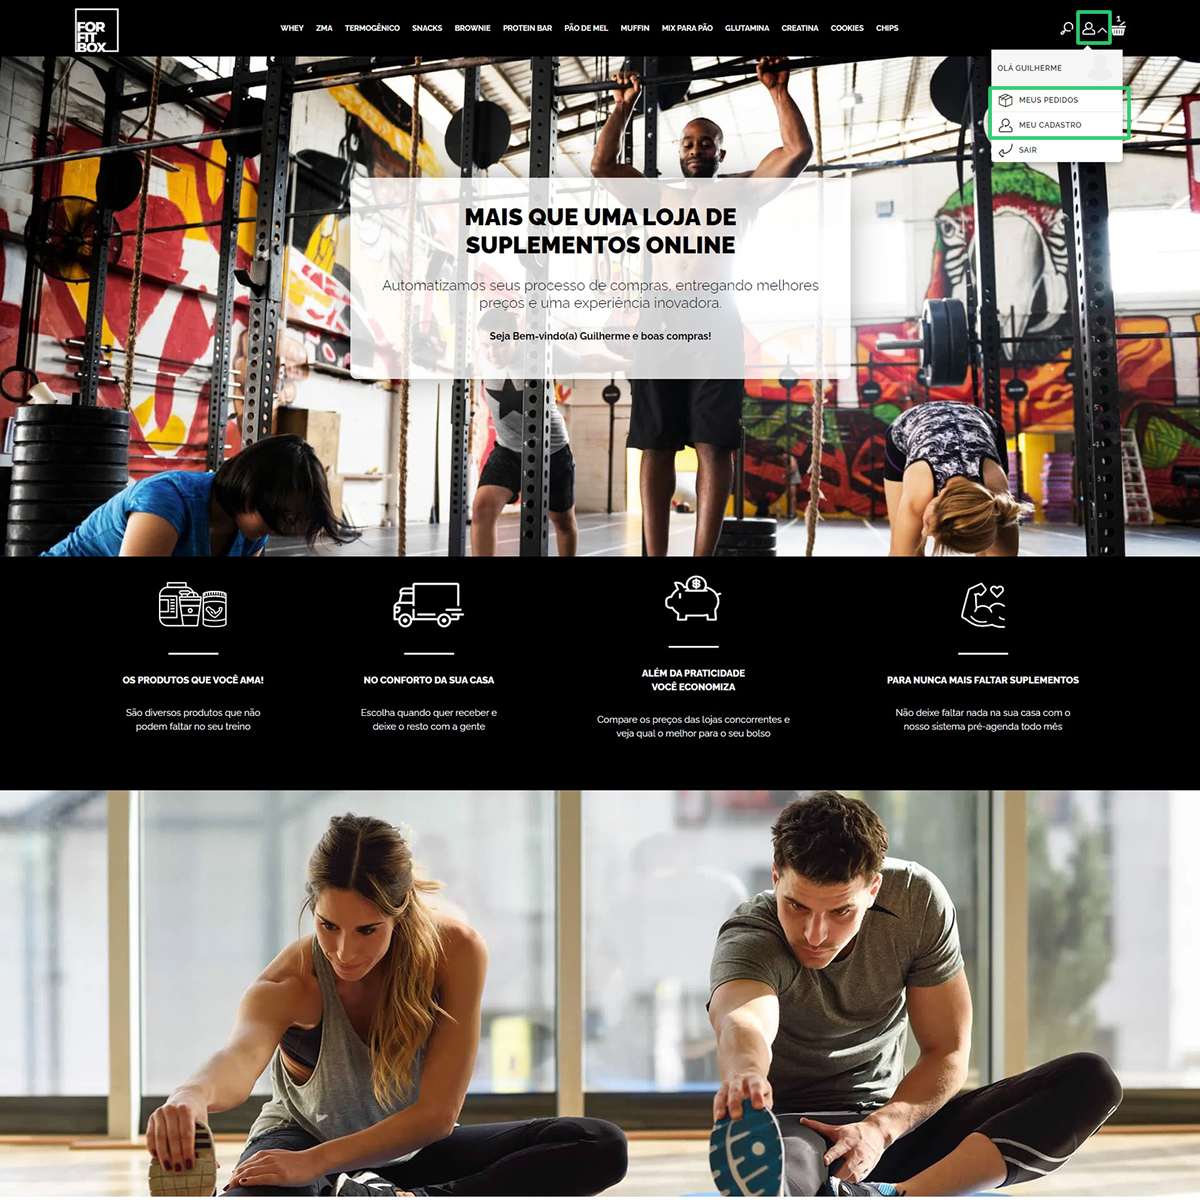 FOR
FIT
BOX
WHEY ZMA TERMOGÊNICO SNACKS BROWNIE PROTEIN BAR PÃO DE MEL MUFFIN MIX PARA PÃO GLUTAMINA CREATINA COOKIES CHIPS
1
OLÁ GUILHERME
MEUS PEDIDOS
MEU CADASTRO
SAIR
MAIS QUE UMA LOJA DE
SUPLEMENTOS ONLINE
Automatizamos seus processo de compras, entregando melhores
preços e uma experiência inovadora.
Seja Bem-vindo(a) Guilherme e boas compras!
OS PRODUTOS QUE VOCÊ AMA!
São diversos produtos que não
podem faltar no seu treino
NO CONFORTO DA SUA CASA
Escolha quando quer receber e
deixe o resto com a gente
ALÉM DA PRATICIDADE
VOCÊ ECONOMIZA
Compare os preços das lojas concorrentes e
veja qual o melhor para o seu bolso
PARA NUNCA MAIS FALTAR SUPLEMENTOS
Não deixe faltar nada na sua casa com o
nosso sistema pré-agenda todo mês